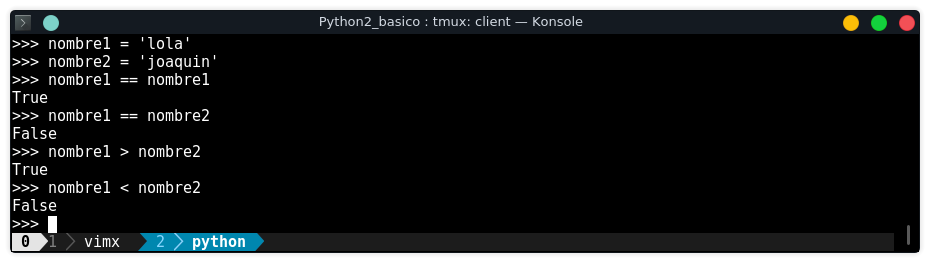 Python2_basico : tmux: client — Konsole
>>> nombre1 = 'lola'
>>> nombre2 = 'joaquin'
>>> nombre1 == nombre1
True
>>> nombre1 == nombre2
False
>>> nombre1 > nombre2
True
>>> nombre1 < nombre2
False
>>>
0 1 vimx 2 python